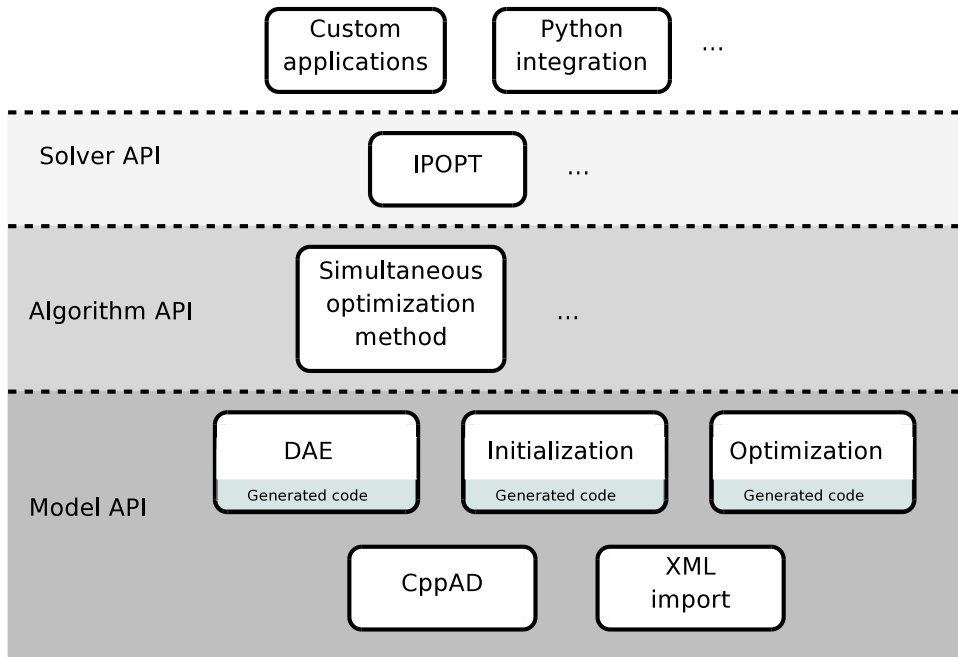 Custom
applications
Python
integration
...
Solver API
IPOPT
...
Algorithm API
Simultaneous
optimization
method
...
Model API
DAE
Generated code
Initialization
Generated code
Optimization
Generated code
CppAD
XML
import